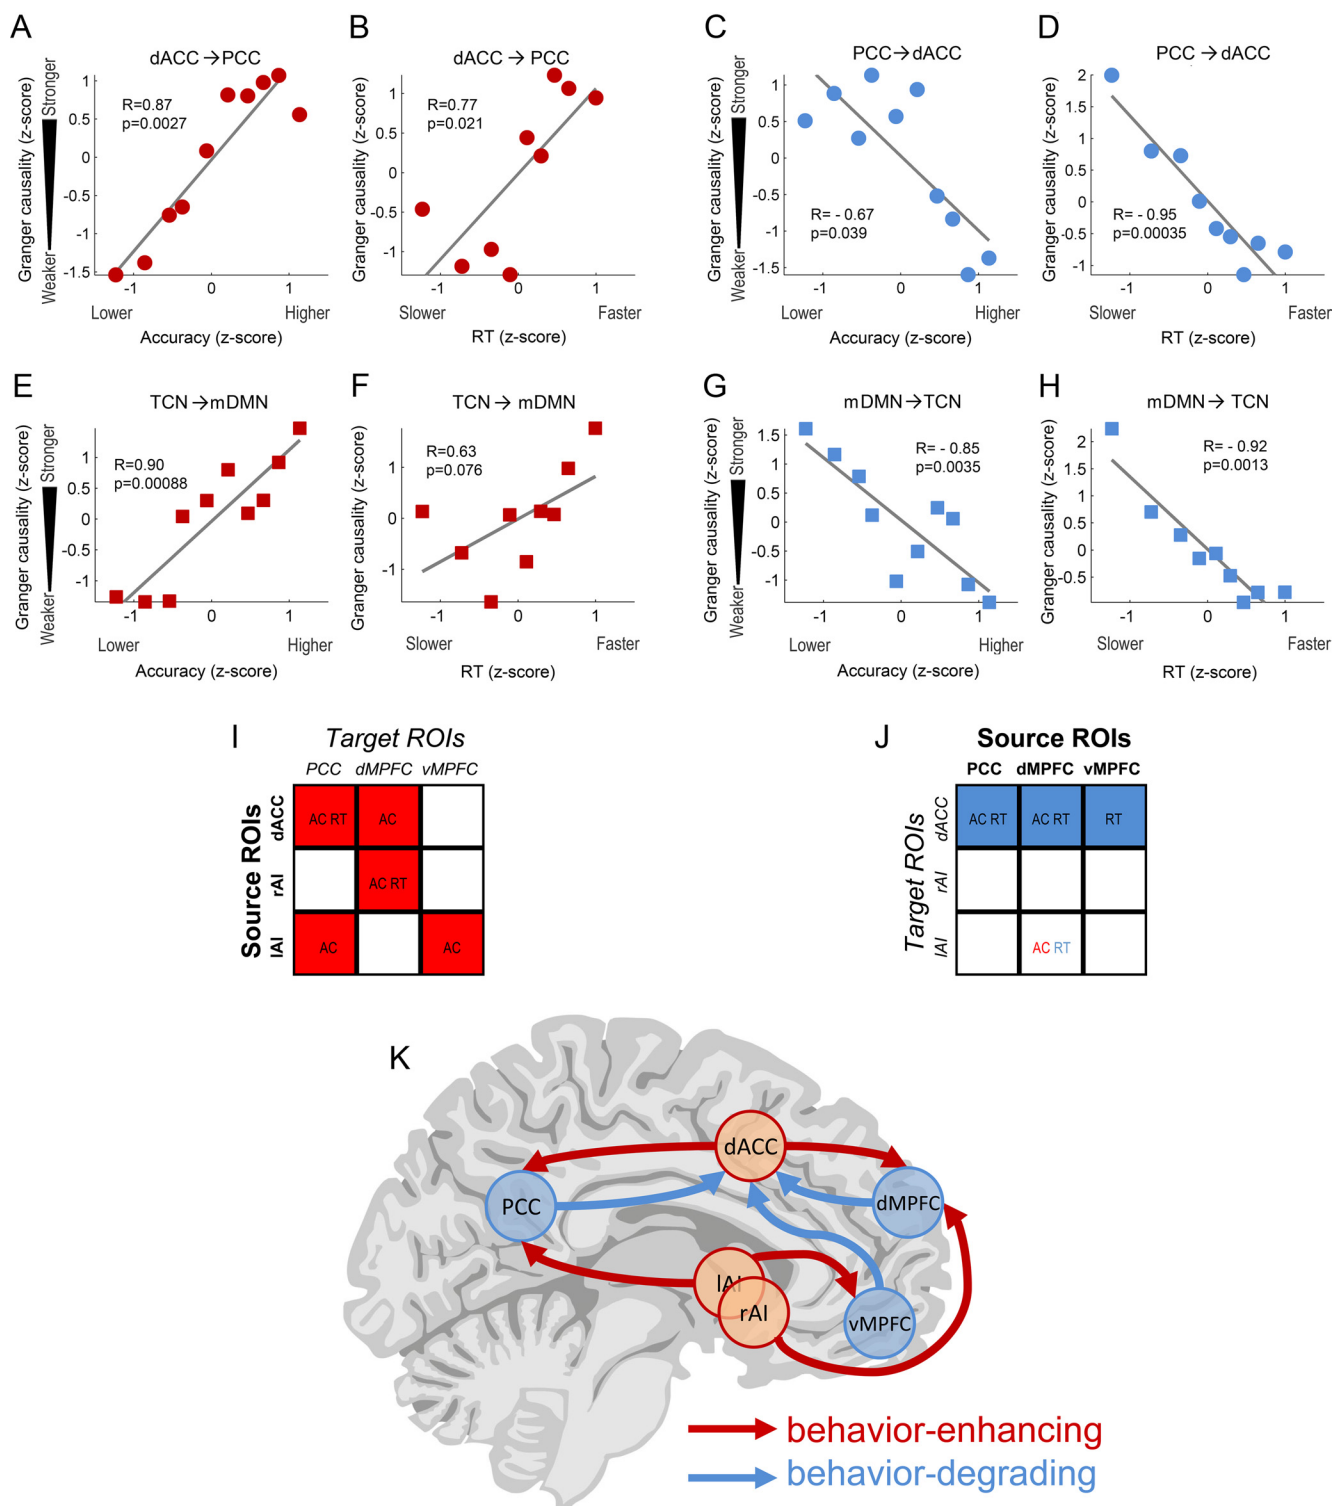 A
dACC→PCC
Granger causality (z-score)
Weaker
Stronger
R=0.87
p=0.0027
1
0.5
0
-0.5
-1
-1.5
-1
0
1
Lower
Higher
Accuracy (z-score)
B
dACC → PCC
Granger causality (z-score)
R=0.77
p=0.021
1
0.5
0
-0.5
-1
-1
0
1
Slower
Faster
RT (z-score)
C
PCC→dACC
Granger causality (z-score)
Weaker
Stronger
R= - 0.67
p=0.039
1
0.5
0
-0.5
-1
-1.5
-1
0
1
Lower
Higher
Accuracy (z-score)
D
PCC → dACC
Granger causality (z-score)
R= - 0.95
p=0.00035
2
1.5
1
0.5
0
-0.5
-1
-1
0
1
Slower
Faster
RT (z-score)
E
TCN→mDMN
Granger causality (z-score)
Weaker
Stronger
R=0.90
p=0.00088
1
0.5
0
-0.5
-1
-1
0
1
Lower
Higher
Accuracy (z-score)
F
TCN → mDMN
Granger causality (z-score)
R=0.63
p=0.076
1
0
-1
-1
0
1
Slower
Faster
RT (z-score)
G
mDMN→TCN
Granger causality (z-score)
Weaker
Stronger
R= - 0.85
p=0.0035
1.5
1
0.5
0
-0.5
-1
-1
0
1
Lower
Higher
Accuracy (z-score)
H
mDMN→ TCN
Granger causality (z-score)
R= - 0.92
p=0.0013
2
1.5
1
0.5
0
-0.5
-1
0
1
Slower
Faster
RT (z-score)
I
Target ROIs
PCC dMPFC vMPFC
Source ROIs
dACC
AC RT
AC
rAI
AC RT
lAI
AC
AC
J
Source ROIs
PCC dMPFC vMPFC
Target ROIs
dACC
AC RT
AC RT
RT
rAI
lAI
AC RT
K
dACC
PCC
dMPFC
lAI
rAI
vMPFC
behavior-enhancing
behavior-degrading